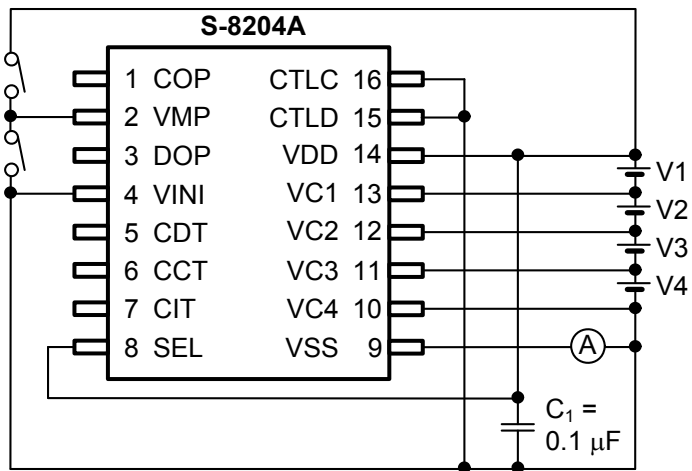 S-8204A
1 COP CTLC 16
2 VMP CTLD 15
3 DOP VDD 14
4 VINI VC1 13
5 CDT VC2 12
6 CCT VC3 11
7 CIT VC4 10
8 SEL VSS 9
V1
V2
V3
V4
A
C₁ =
0.1 μF